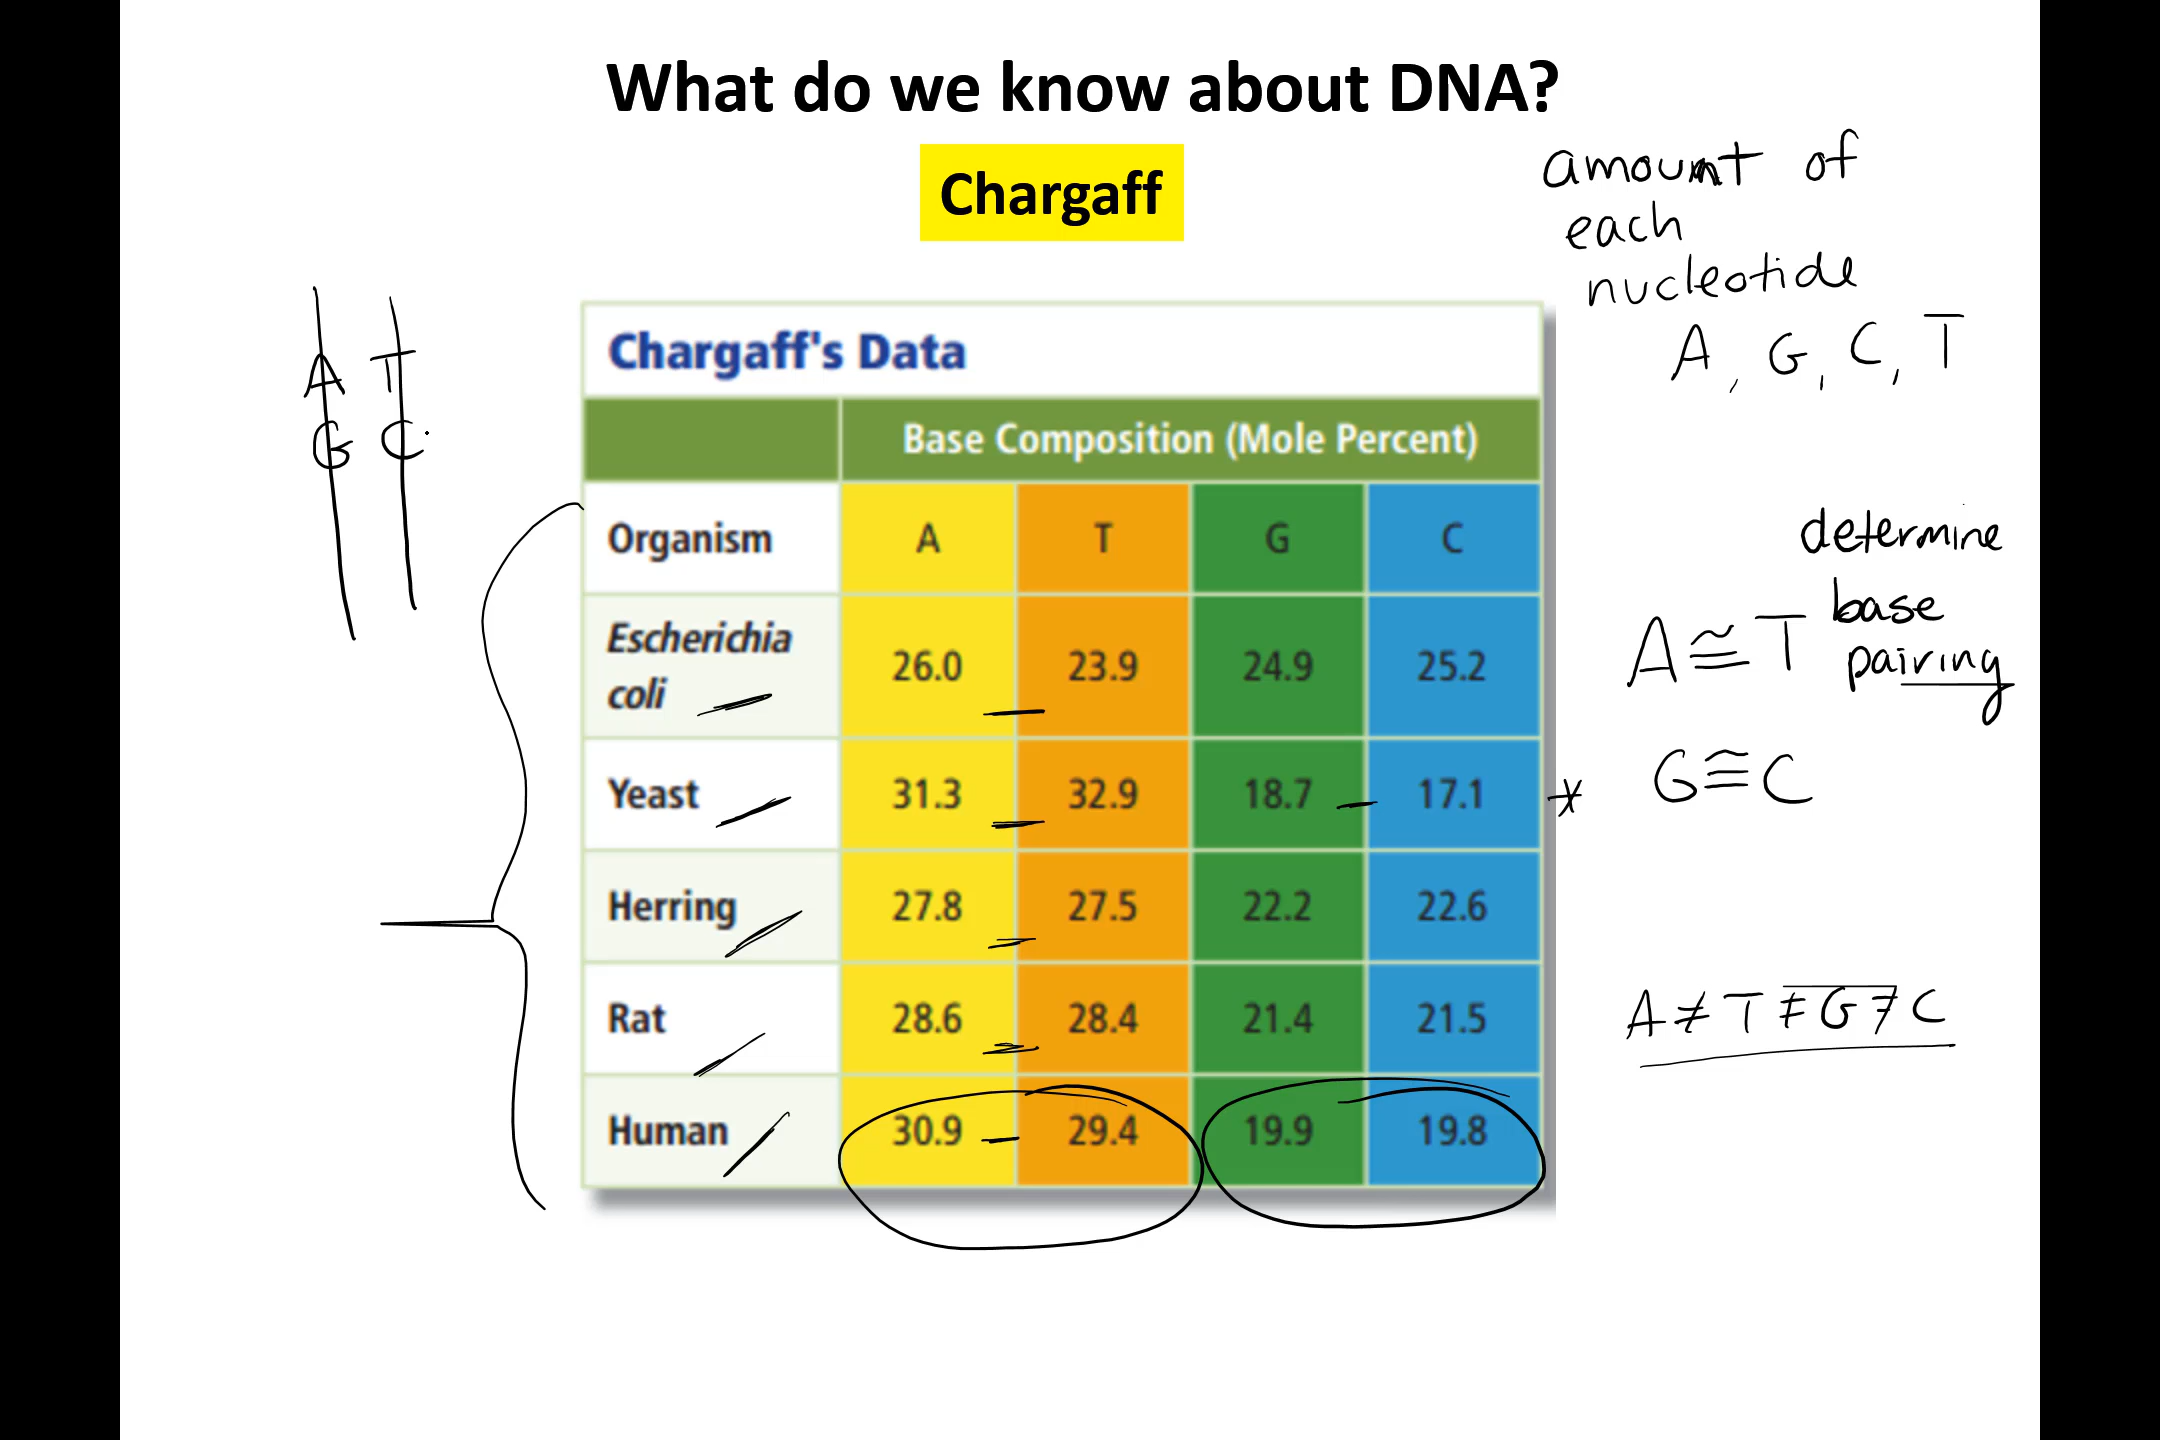 What do we know about DNA?
Chargaff
amount of
each
nucleotide
A, G, C, T
A T
G C
Chargaff's Data
Base Composition (Mole Percent)
Organism A T G C
Escherichia
coli 26.0 23.9 24.9 25.2
Yeast 31.3 32.9 18.7 17.1
Herring 27.8 27.5 22.2 22.6
Rat 28.6 28.4 21.4 21.5
Human 30.9 29.4 19.9 19.8
determine
base
pairing
A ≅ T
* G ≅ C
A ≠ T ≠ G ≠ C